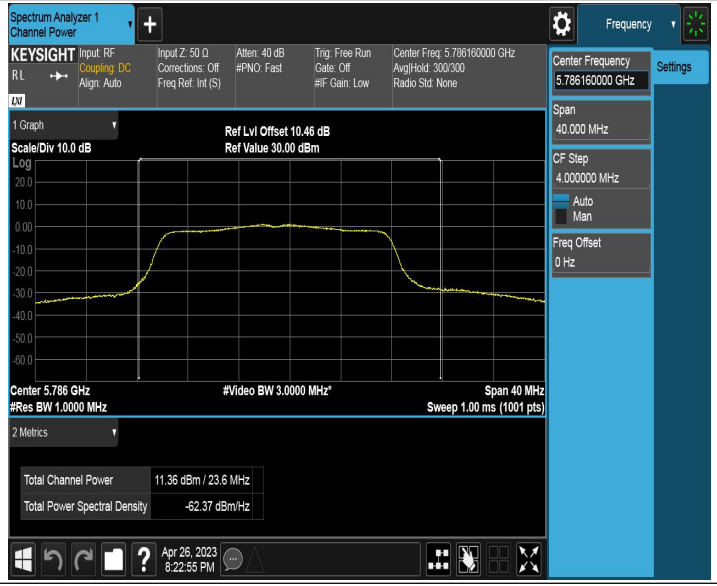 Spectrum Analyzer 1
Channel Power
+
Frequency
KEYSIGHT
RL
LXI
Input: RF
Coupling: DC
Align: Auto
Input Z: 50 Ω
Corrections: Off
Freq Ref: Int (S)
Atten: 40 dB
#PNO: Fast
Trig: Free Run
Gate: Off
#IF Gain: Low
Center Freq: 5.786160000 GHz
Avg|Hold: 300/300
Radio Std: None
Center Frequency
5.786160000 GHz
Settings
Span
40.000 MHz
CF Step
4.000000 MHz
Auto
Man
Freq Offset
0 Hz
1 Graph
Scale/Div 10.0 dB
Ref Lvl Offset 10.46 dB
Ref Value 30.00 dBm
Log
20.0
10.0
0.00
-10.0
-20.0
-30.0
-40.0
-50.0
-60.0
Center 5.786 GHz
#Video BW 3.0000 MHz*
Span 40 MHz
#Res BW 1.0000 MHz
Sweep 1.00 ms (1001 pts)
2 Metrics
Total Channel Power 11.36 dBm / 23.6 MHz
Total Power Spectral Density -62.37 dBm/Hz
?
Apr 26, 2023
8:22:55 PM